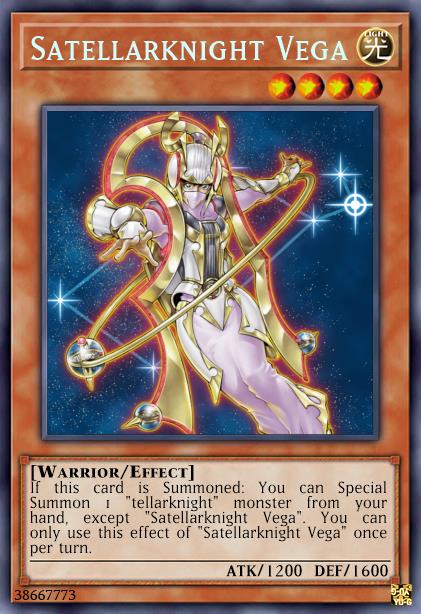 SATELLARKNIGHT VEGA
LIGHT
光
[WARRIOR/EFFECT]
If this card is Summoned: You can Special
Summon 1 "tellarknight" monster from your
hand, except "Satellarknight Vega". You can
only use this effect of "Satellarknight Vega" once
per turn.
ATK/1200 DEF/1600
38667773